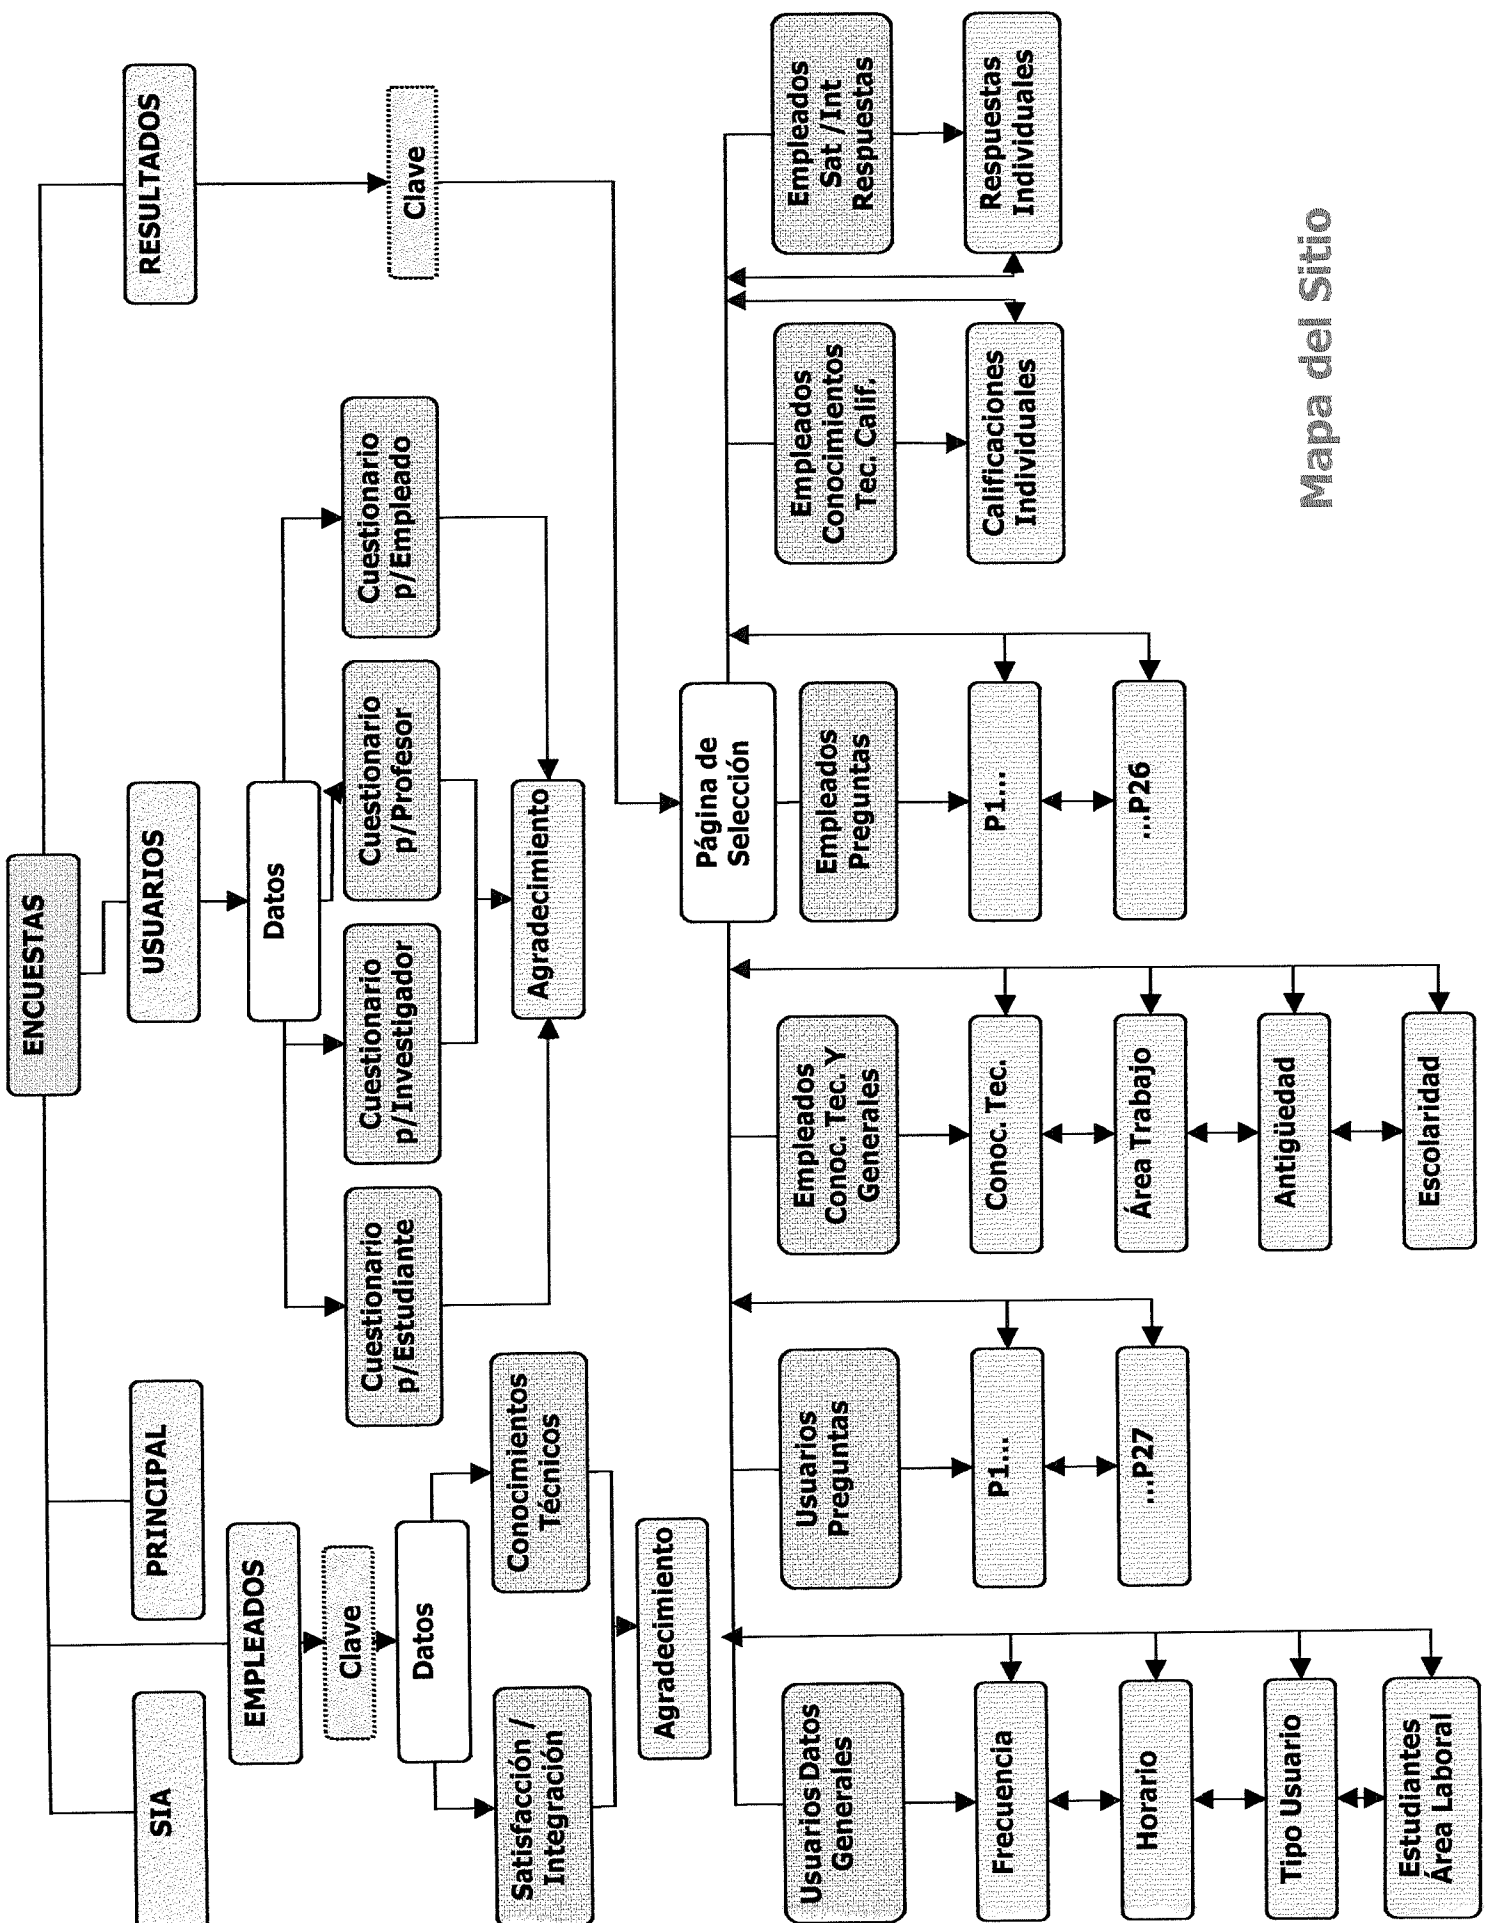 ENCUESTAS
SIA
PRINCIPAL
USUARIOS
RESULTADOS
EMPLEADOS
Clave
Datos
Satisfacción /
Integración
Conocimientos
Técnicos
Agradecimiento
Datos
Cuestionario
p/Estudiante
Cuestionario
p/Investigador
Cuestionario
p/Profesor
Cuestionario
p/Empleado
Agradecimiento
Clave
Página de
Selección
Usuarios Datos
Generales
Frecuencia
Horario
Tipo Usuario
Estudiantes
Área Laboral
Usuarios
Preguntas
P1...
...P27
Empleados
Conoc. Tec. Y
Generales
Conoc. Tec.
Área Trabajo
Antigüedad
Escolaridad
Empleados
Preguntas
P1...
...P26
Empleados
Conocimientos
Tec. Calif.
Calificaciones
Individuales
Empleados
Sat /Int
Respuestas
Respuestas
Individuales
Mapa del Sitio